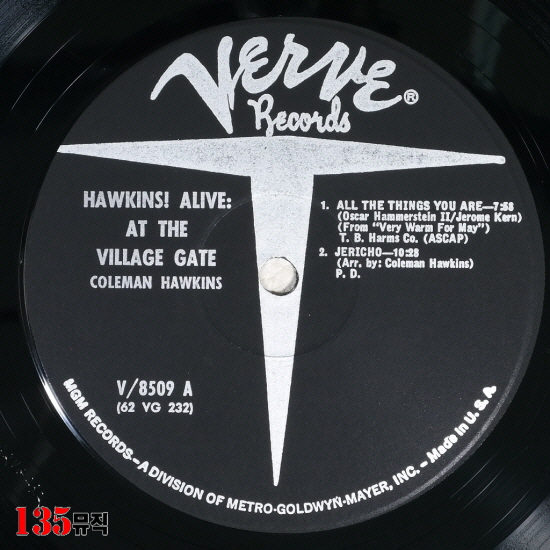 VERVE®
Records
HAWKINS! ALIVE:
AT THE
VILLAGE GATE
COLEMAN HAWKINS
1. ALL THE THINGS YOU ARE—7:58
(Oscar Hammerstein II/Jerome Kern)
(From "Very Warm For May")
T. B. Harms Co. (ASCAP)
2. JERICHO—10:28
(Arr. by: Coleman Hawkins)
P. D.
V/8509 A
(62 VG 232)
MGM RECORDS—A DIVISION OF METRO-GOLDWYN-MAYER, INC. – Made in U. S. A.
135뮤직